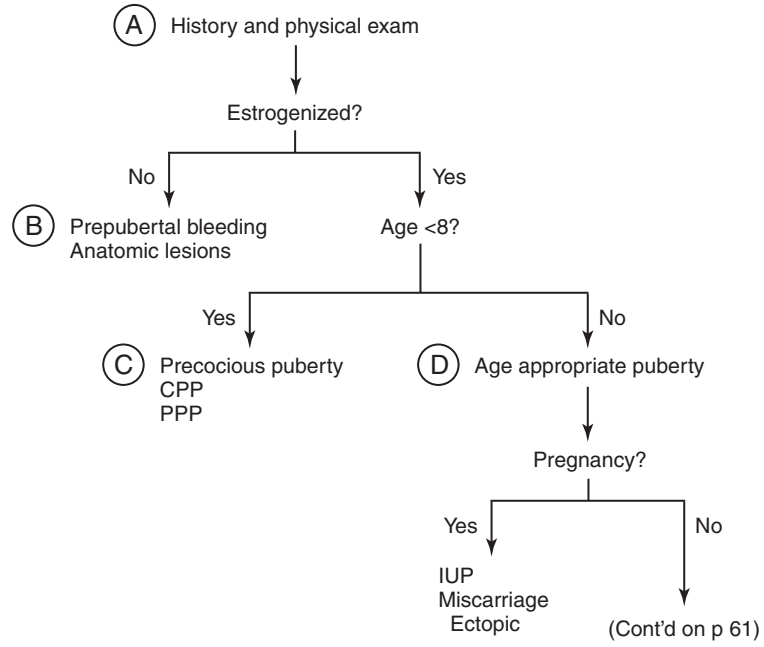 A History and physical exam
Estrogenized?
No
Yes
B Prepubertal bleeding
Anatomic lesions
Age <8?
Yes
No
C Precocious puberty
CPP
PPP
D Age appropriate puberty
Pregnancy?
Yes
No
IUP
Miscarriage
Ectopic
(Cont'd on p 61)